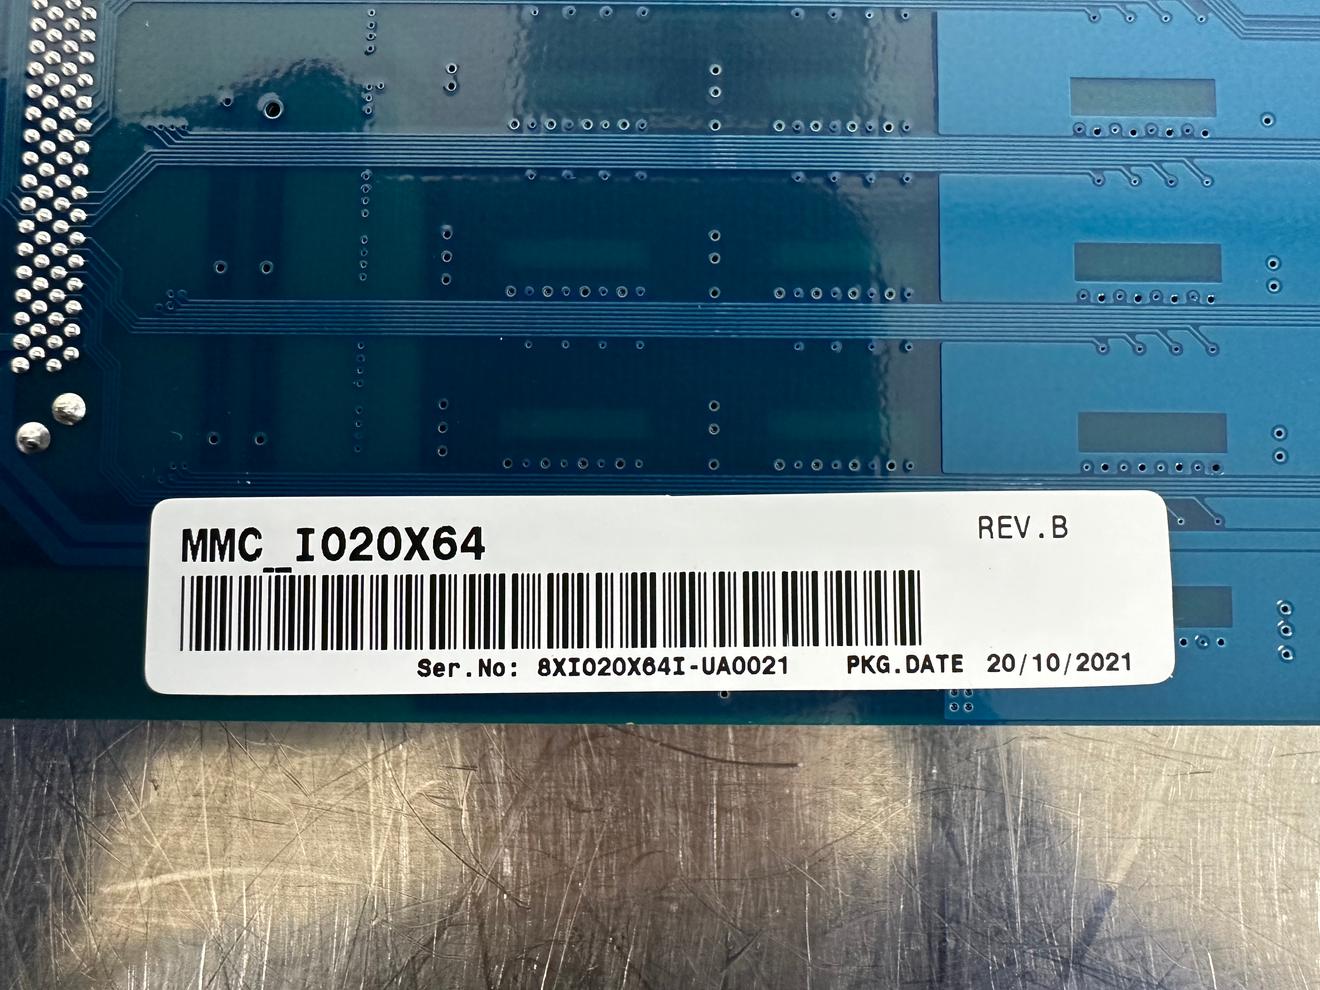 MMC_IO20X64
REV.B
Ser.No: 8XIO20X64I-UA0021
PKG.DATE 20/10/2021